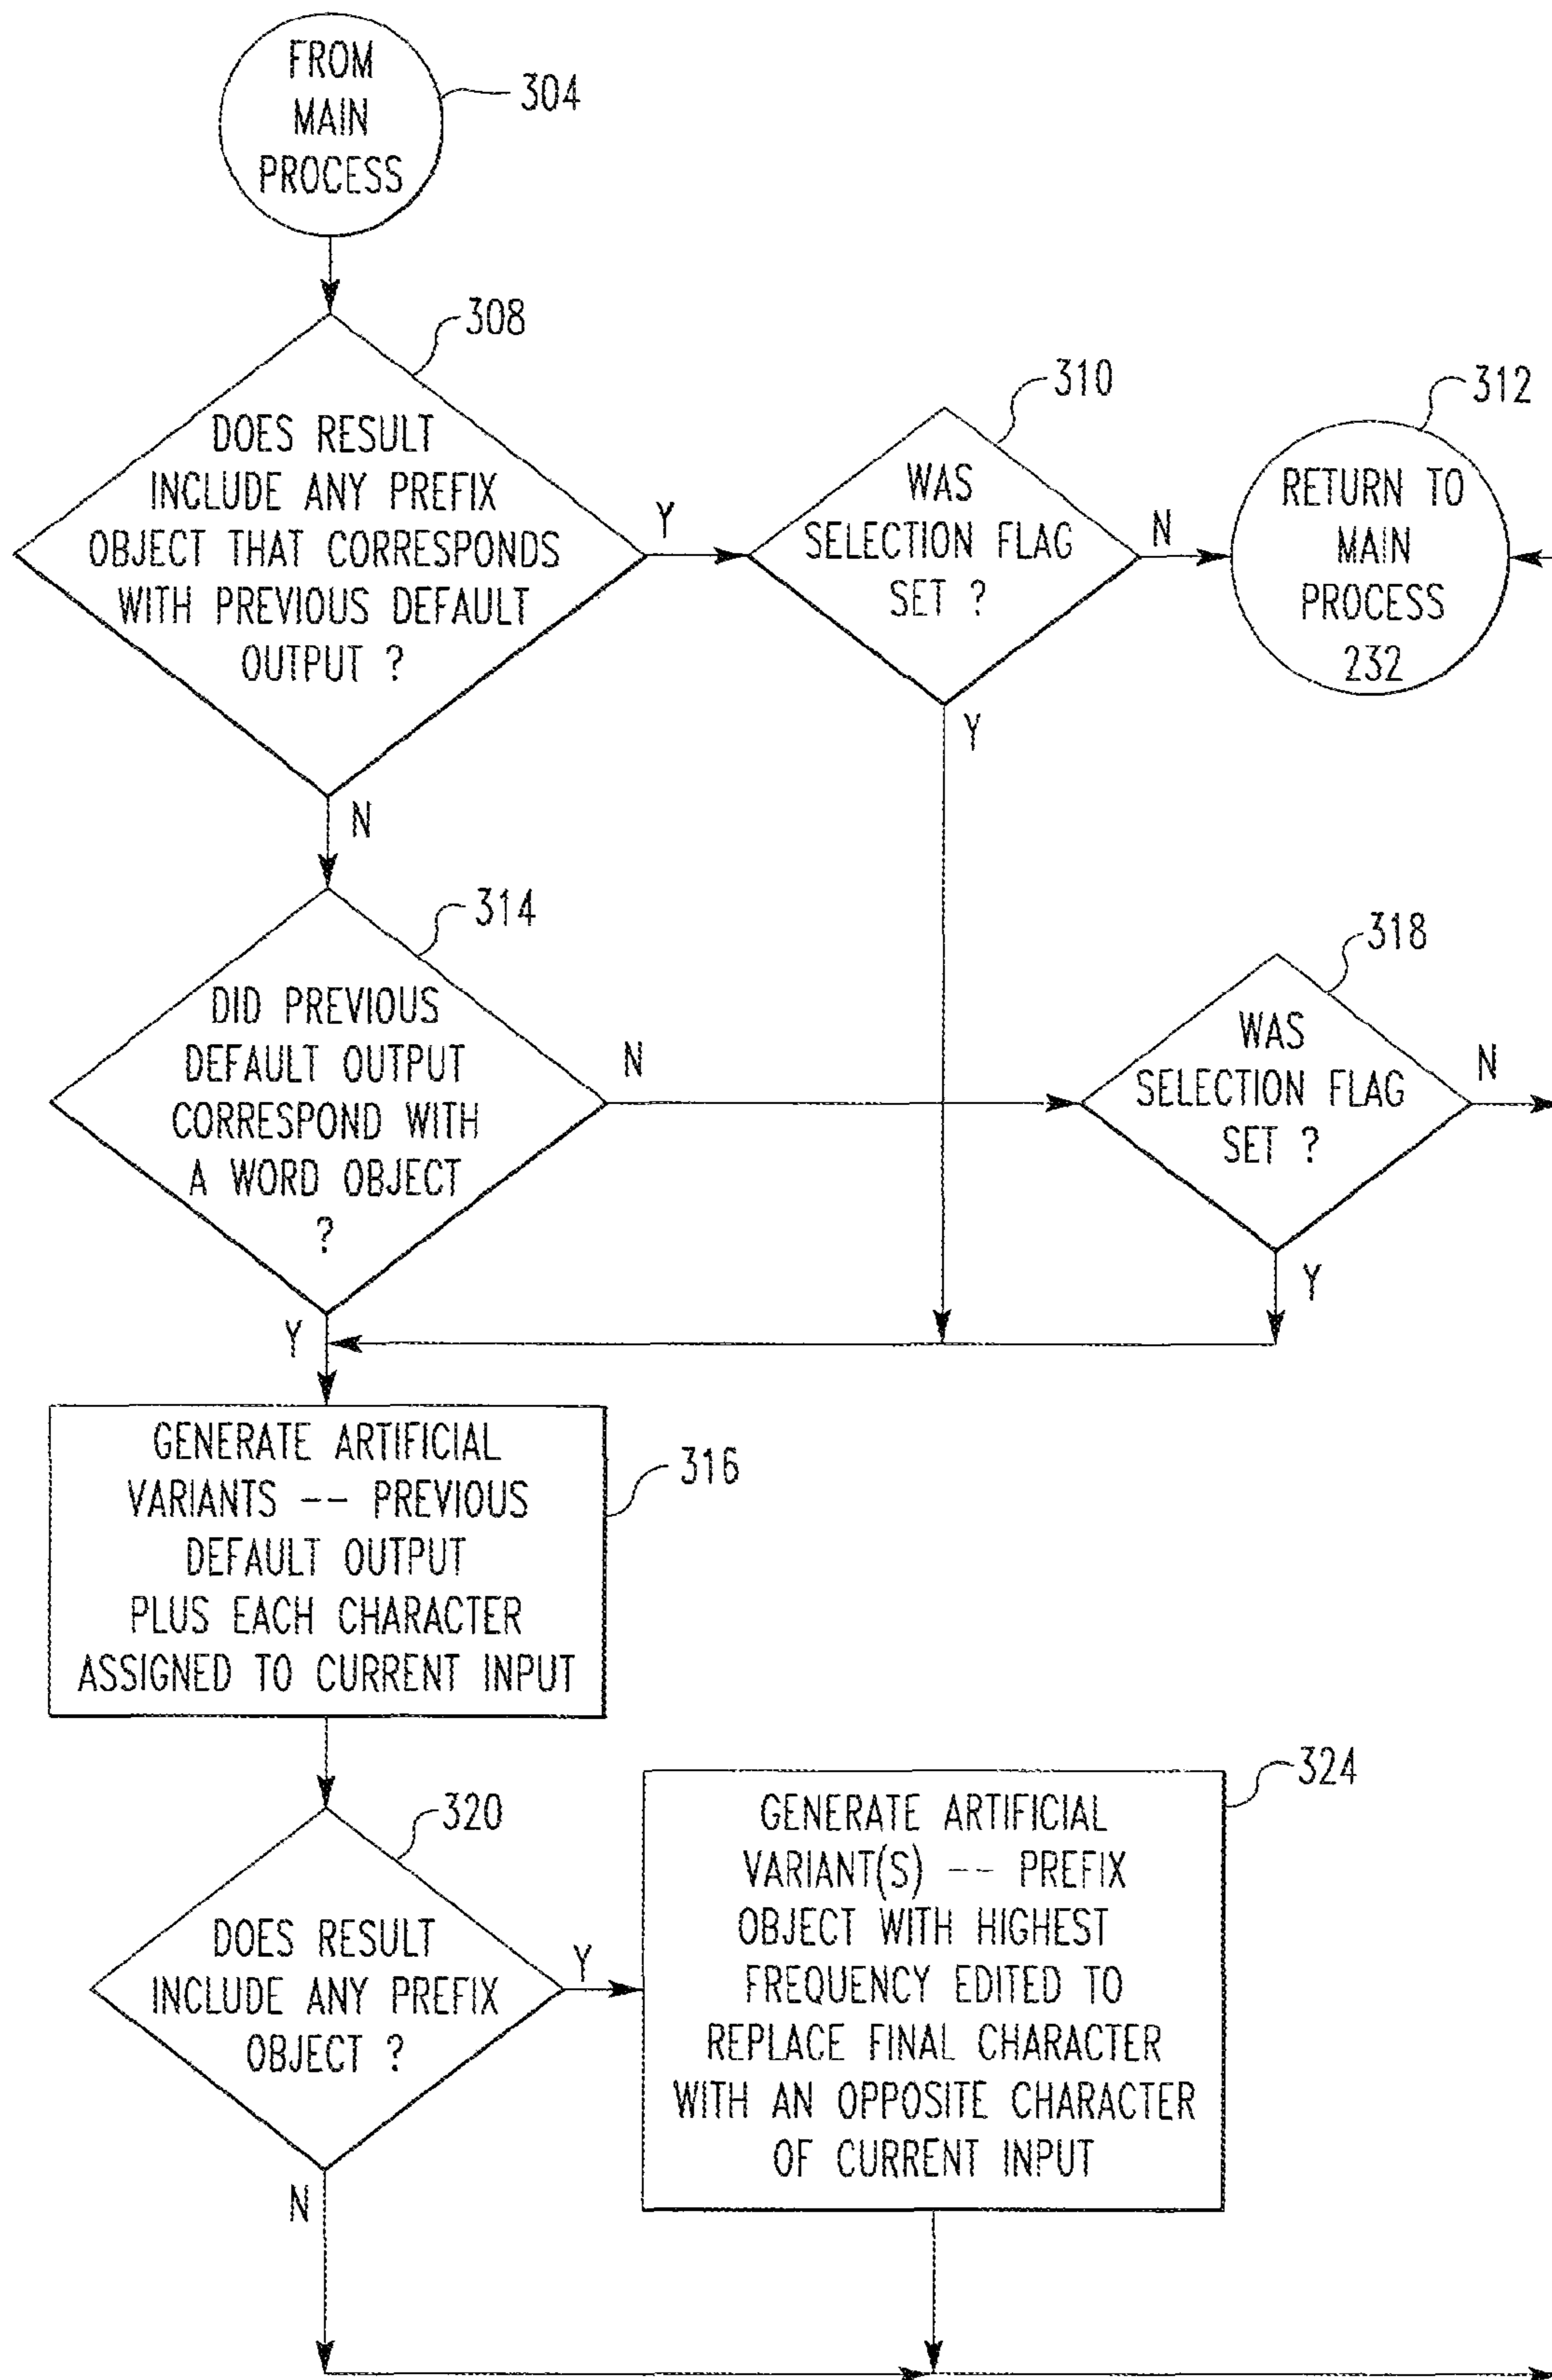 FROM
MAIN
PROCESS
304
308
DOES RESULT
INCLUDE ANY PREFIX
OBJECT THAT CORRESPONDS
WITH PREVIOUS DEFAULT
OUTPUT ?
Y
N
310
WAS
SELECTION FLAG
SET ?
N
Y
312
RETURN TO
MAIN
PROCESS
232
314
DID PREVIOUS
DEFAULT OUTPUT
CORRESPOND WITH
A WORD OBJECT
?
N
Y
318
WAS
SELECTION FLAG
SET ?
N
Y
GENERATE ARTIFICIAL
VARIANTS -- PREVIOUS
DEFAULT OUTPUT
PLUS EACH CHARACTER
ASSIGNED TO CURRENT INPUT
316
320
DOES RESULT
INCLUDE ANY PREFIX
OBJECT ?
Y
N
324
GENERATE ARTIFICIAL
VARIANT(S) -- PREFIX
OBJECT WITH HIGHEST
FREQUENCY EDITED TO
REPLACE FINAL CHARACTER
WITH AN OPPOSITE CHARACTER
OF CURRENT INPUT